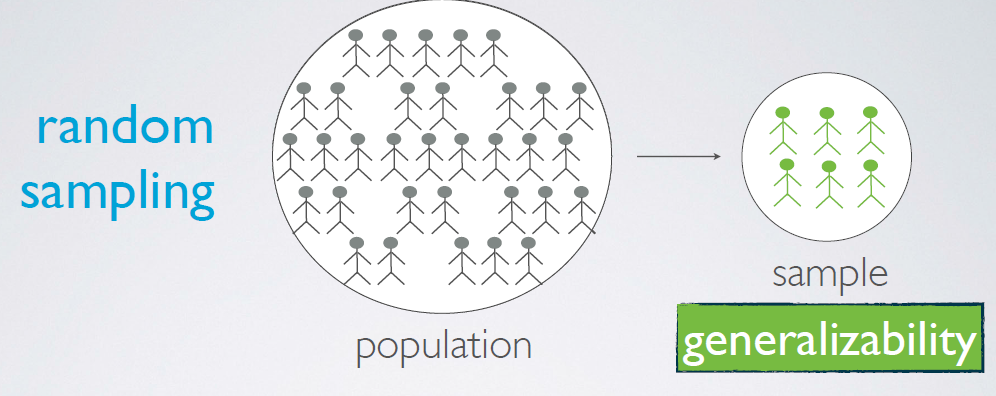 random
sampling
population
sample
generalizability